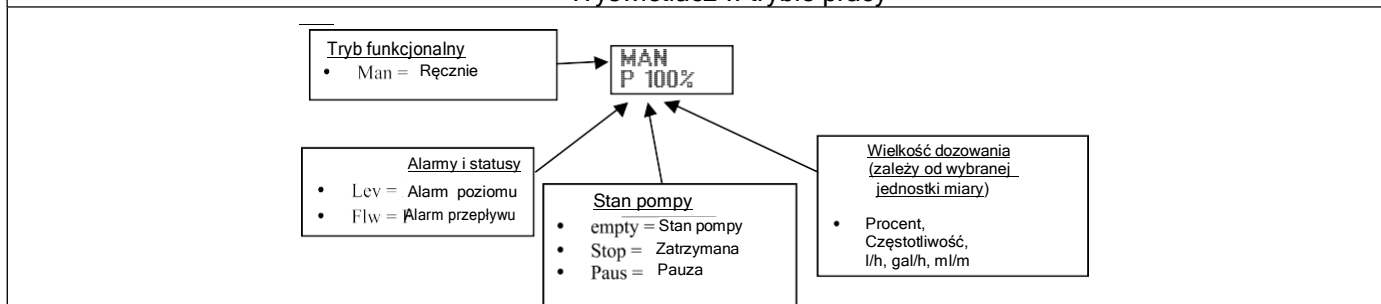 Tryb funkcjonalny
• Man = Ręcznie
MAN
P 100%
Alarmy i statusy
• Lev = Alarm poziomu
• Flw = Alarm przepływu
Stan pompy
• empty = Stan pompy
• Stop = Zatrzymana
• Paus = Pauza
Wielkość dozowania
(zależy od wybranej
jednostki miary)
• Procent,
Częstotliwość,
l/h, gal/h, ml/m